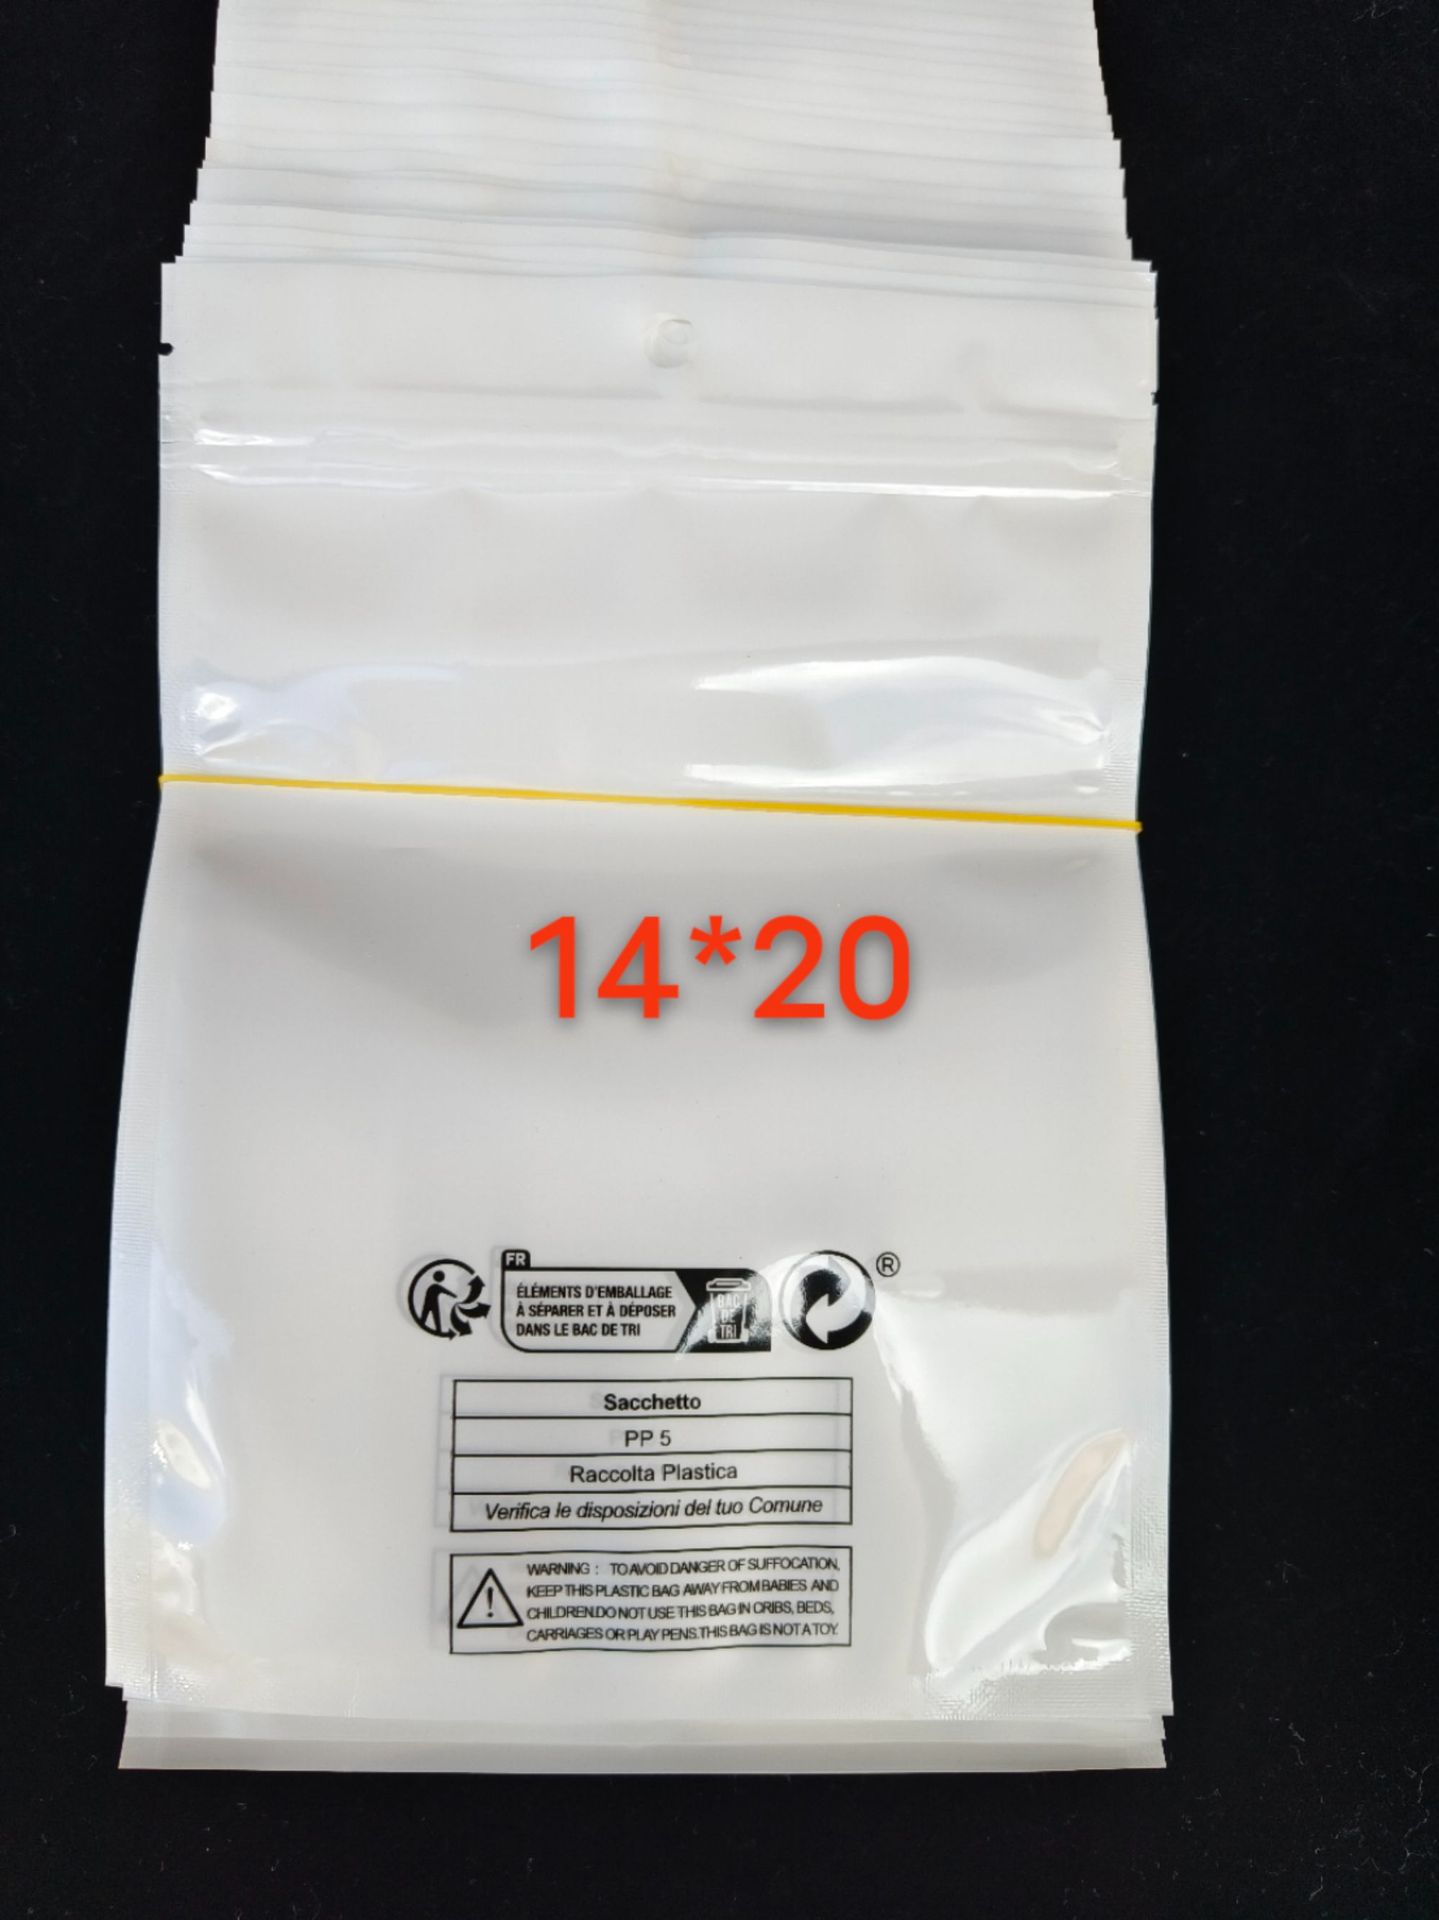 14*20
FR
ÉLÉMENTS D'EMBALLAGE
À SÉPARER ET À DÉPOSER
DANS LE BAC DE TRI
BAC
DE
TRI
®
Sacchetto
PP 5
Raccolta Plastica
Verifica le disposizioni del tuo Comune
WARNING : TO AVOID DANGER OF SUFFOCATION,
KEEP THIS PLASTIC BAG AWAY FROM BABIES AND
CHILDREN.DO NOT USE THIS BAG IN CRIBS, BEDS,
CARRIAGES OR PLAY PENS.THIS BAG IS NOT A TOY.